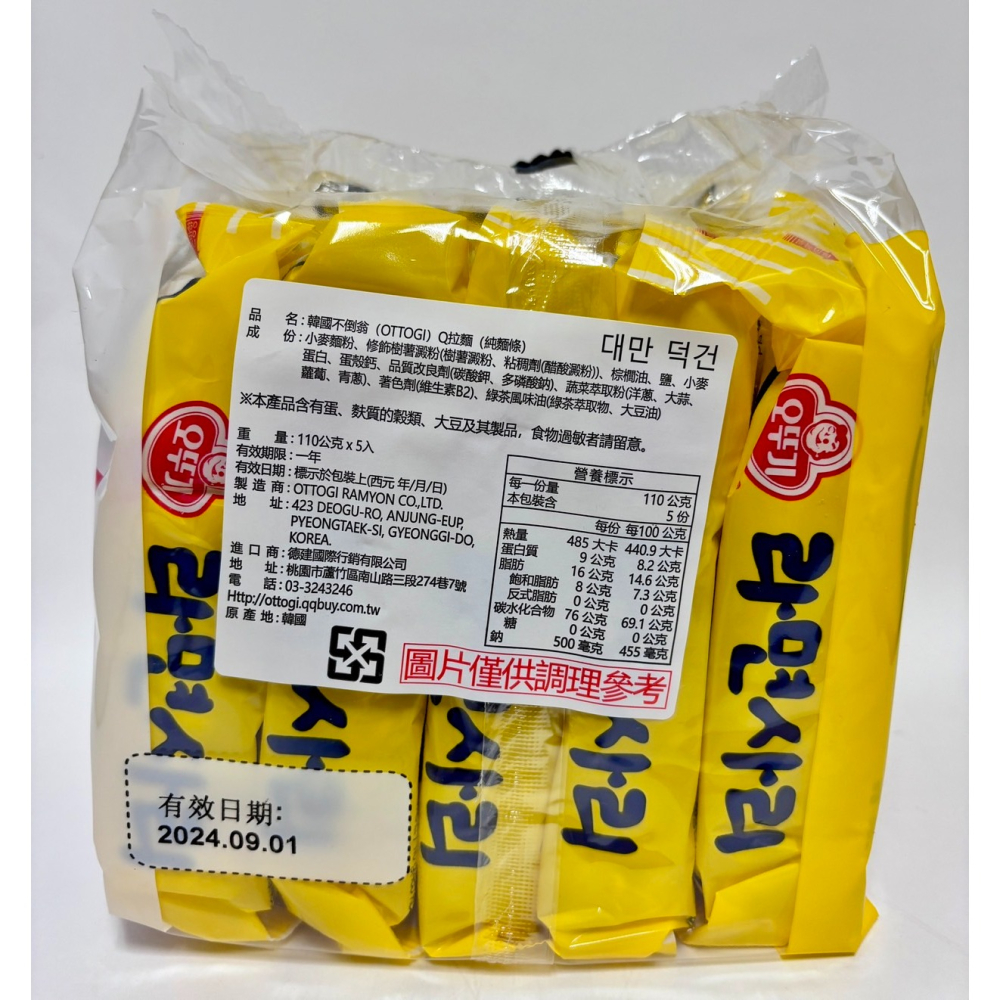 品　名:韓國不倒翁（OTTOGI）Q拉麵（純麵條）
대만 덕건
成　份:小麥麵粉、修飾樹薯澱粉(樹薯澱粉、粘稠劑(醋酸澱粉))、棕櫚油、鹽、小麥
蛋白、蛋殼鈣、品質改良劑(碳酸鉀、多磷酸鈉)、蔬菜萃取粉(洋蔥、大蒜、
蘿蔔、青蔥)、著色劑(維生素B2)、綠茶風味油(綠茶萃取物、大豆油)
※本產品含有蛋、麩質的穀類、大豆及其製品，食物過敏者請留意。
重　量:110公克 x 5入
有效期限:一年
有效日期:標示於包裝上(西元 年/月/日)
製造商:OTTOGI RAMYON CO.,LTD.
地　址:423 DEOGU-RO, ANJUNG-EUP,
PYEONGTAEK-SI, GYEONGGI-DO,
KOREA.
進口商:德建國際行銷有限公司
地　址:桃園市蘆竹區南山路三段274巷7號
電　話:03-3243246
Http://ottogi.qqbuy.com.tw
原產地:韓國
營養標示
每一份量 110 公克
本包裝含 5 份
每份 每100 公克
熱量 485 大卡 440.9 大卡
蛋白質 9 公克 8.2 公克
脂肪 16 公克 14.6 公克
飽和脂肪 8 公克 7.3 公克
反式脂肪 0 公克 0 公克
碳水化合物 76 公克 69.1 公克
糖 0 公克 0 公克
鈉 500 毫克 455 毫克
圖片僅供調理參考
오뚜기
오뚜기
라면사
사리
면사리
사리
라면사리
有效日期:
2024.09.01